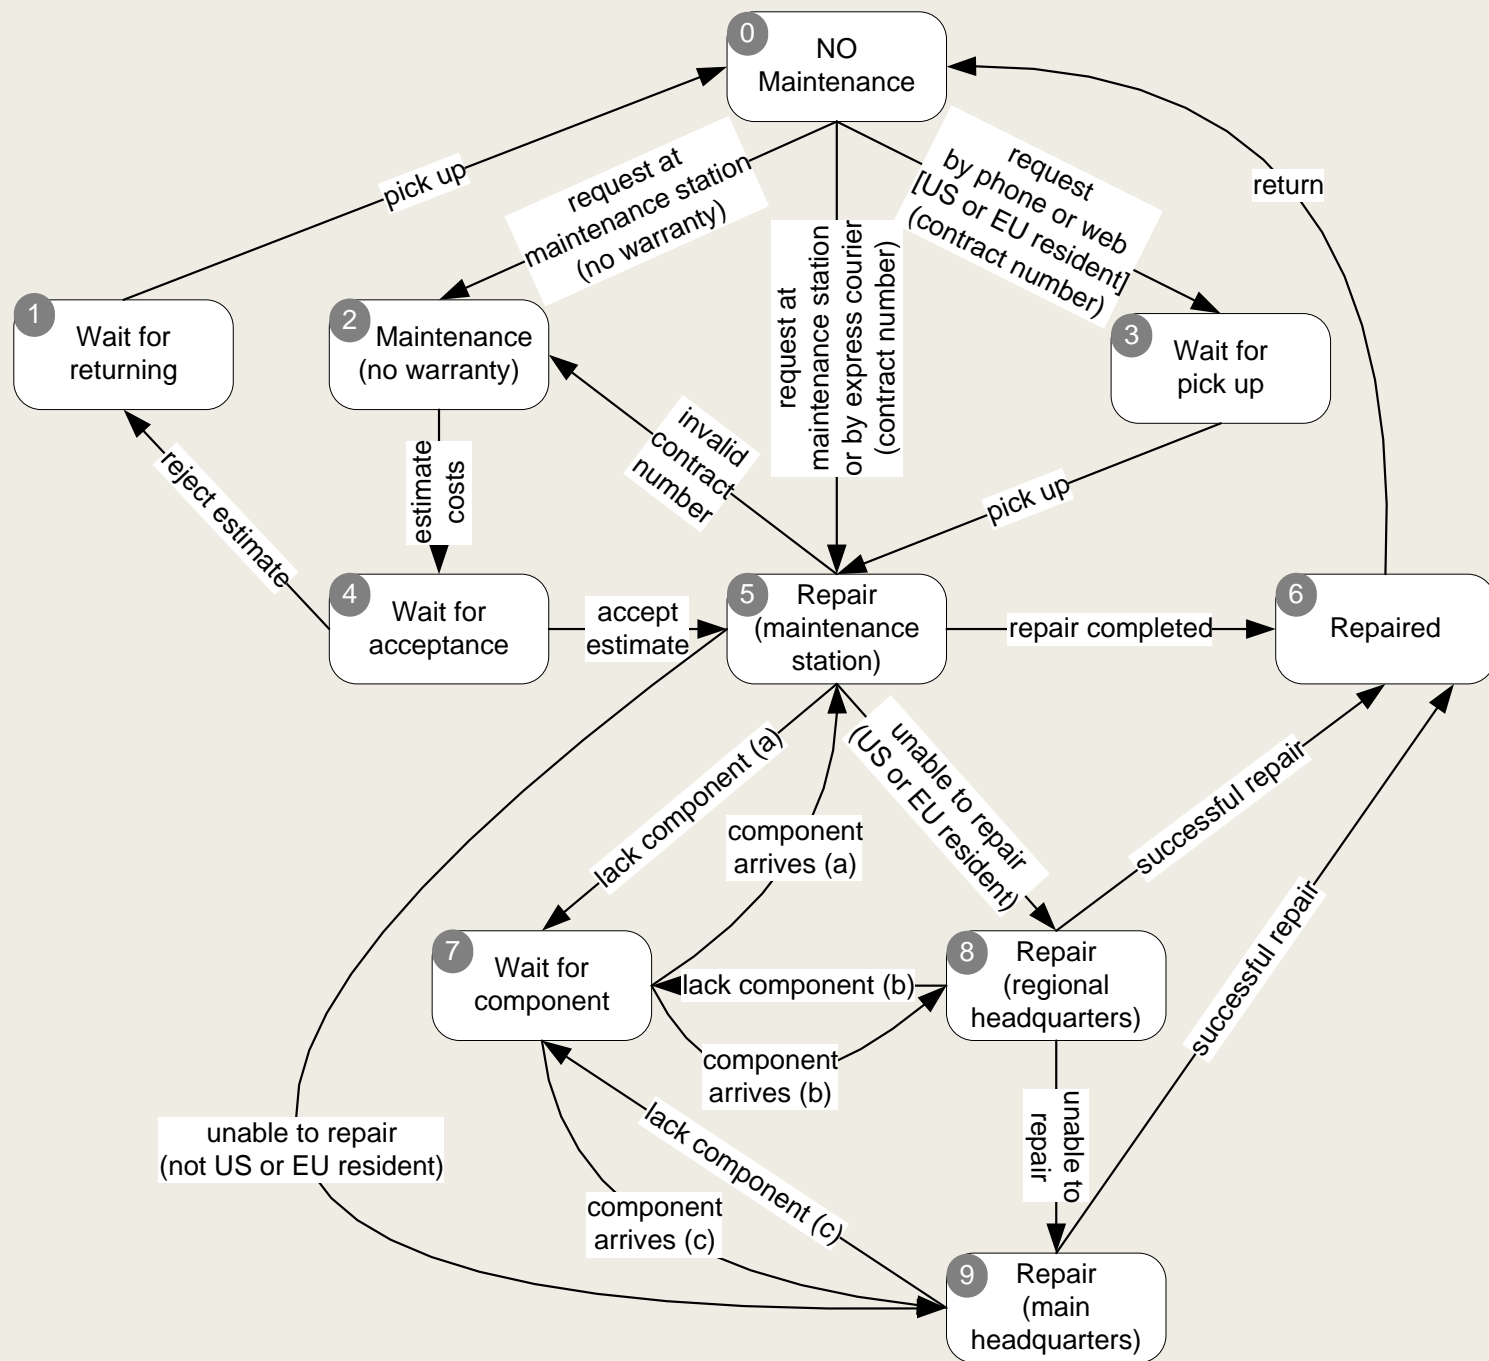 0
NO
Maintenance
pick up
request at
maintenance station
(no warranty)
request at
maintenance station
or by express courier
(contract number)
request
by phone or web
[US or EU resident]
(contract number)
return
1
Wait for
returning
2
Maintenance
(no warranty)
3
Wait for
pick up
reject estimate
estimate
costs
invalid
contract
number
pick up
4
Wait for
acceptance
accept
estimate
5
Repair
(maintenance
station)
repair completed
6
Repaired
lack component (a)
component
arrives (a)
unable to repair
(US or EU resident)
successful repair
successful repair
7
Wait for
component
lack component (b)
component
arrives (b)
8
Repair
(regional
headquarters)
unable to repair
(not US or EU resident)
component
arrives (c)
lack component (c)
unable to
repair
9
Repair
(main
headquarters)